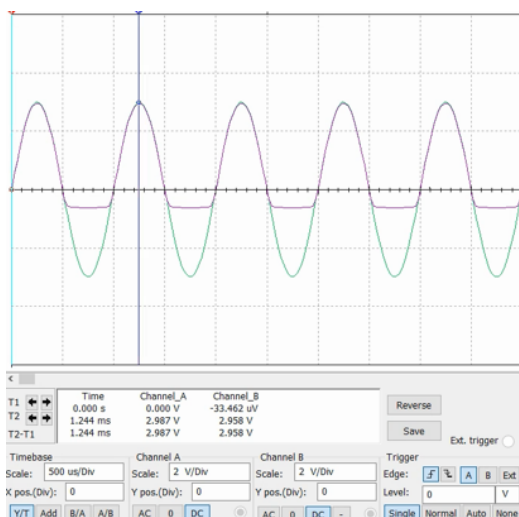 Time Channel_A Channel_B
T1 0.000 s 0.000 V -33.462 uV
T2 1.244 ms 2.987 V 2.958 V
T2-T1 1.244 ms 2.987 V 2.958 V
Reverse
Save
Ext. trigger
Timebase
Scale: 500 us/Div
X pos.(Div): 0
Y/T Add B/A A/B
Channel A
Scale: 2 V/Div
Y pos.(Div): 0
AC 0 DC
Channel B
Scale: 2 V/Div
Y pos.(Div): 0
AC 0 DC -
Trigger
Edge: A B Ext
Level: 0 V
Single Normal Auto None